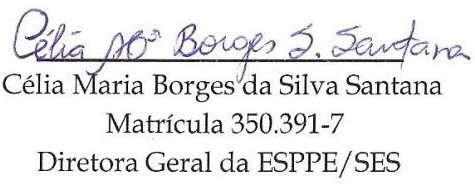 Célia Mª Borges S. Santana
Célia Maria Borges da Silva Santana
Matrícula 350.391-7
Diretora Geral da ESPPE/SES